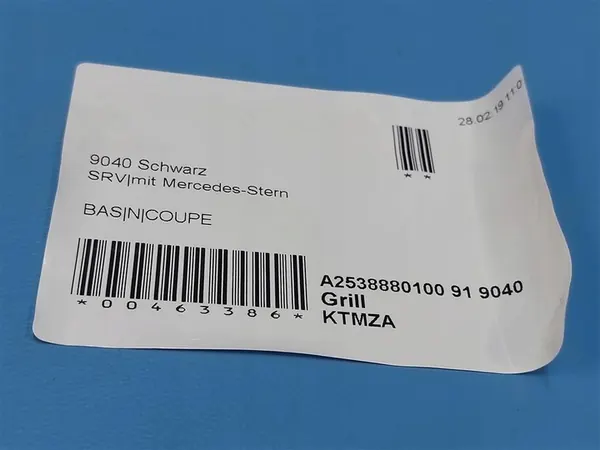 28.02.19 11:0
* *
9040 Schwarz
SRV|mit Mercedes-Stern
BAS|N|COUPE
*00463386*
A2538880100 91 9040
Grill
KTMZA